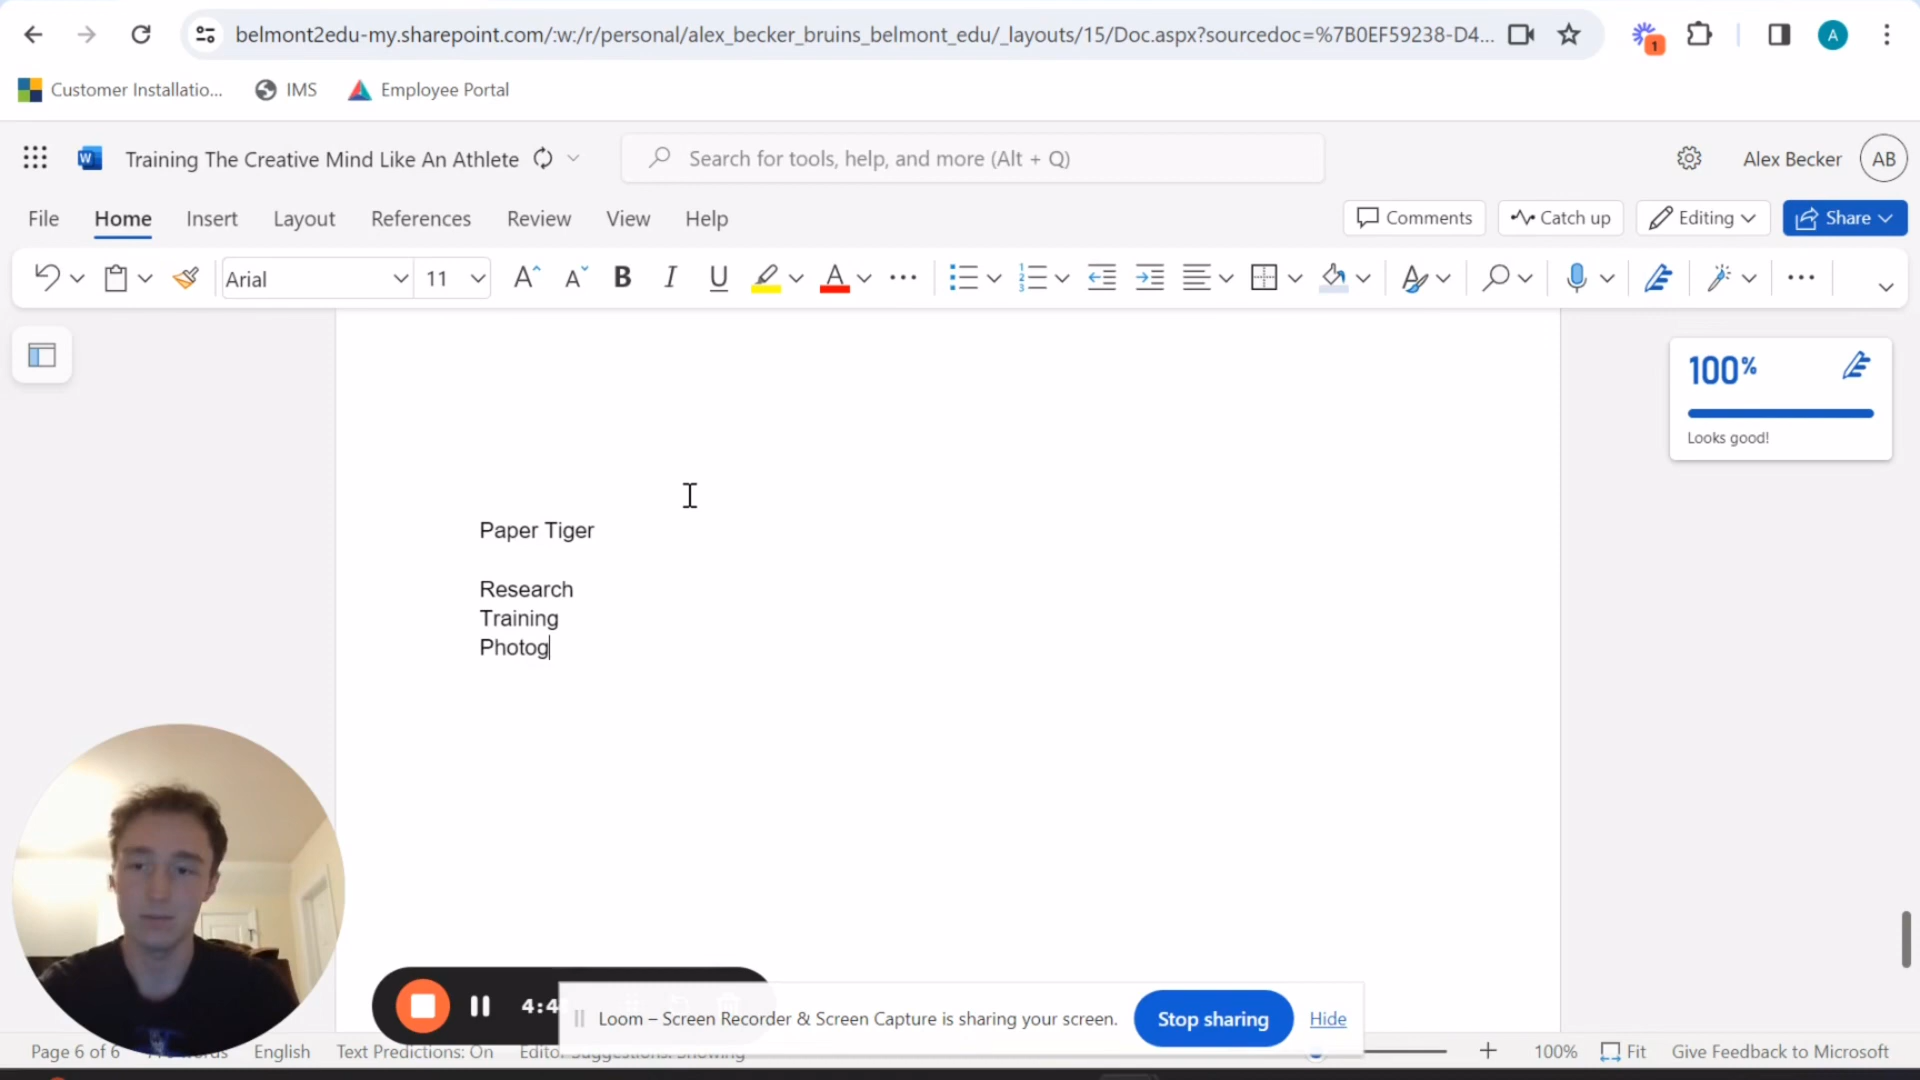 belmont2edu-my.sharepoint.com/:w:/r/personal/alex_becker_bruins_belmont_edu/_layouts/15/Doc.aspx?sourcedoc=%7B0EF59238-D4...
1
A
Customer Installatio...
IMS
Employee Portal
W
Training The Creative Mind Like An Athlete
Search for tools, help, and more (Alt + Q)
Alex Becker
AB
File
Home
Insert
Layout
References
Review
View
Help
Comments
Catch up
Editing
Share
Arial
11
B
I
U
100%
Looks good!
Paper Tiger
Research
Training
Photog
4:4
Loom – Screen Recorder & Screen Capture is sharing your screen.
Stop sharing
Hide
Page 6 of 6
English
Text Predictions: On
100%
Fit
Give Feedback to Microsoft